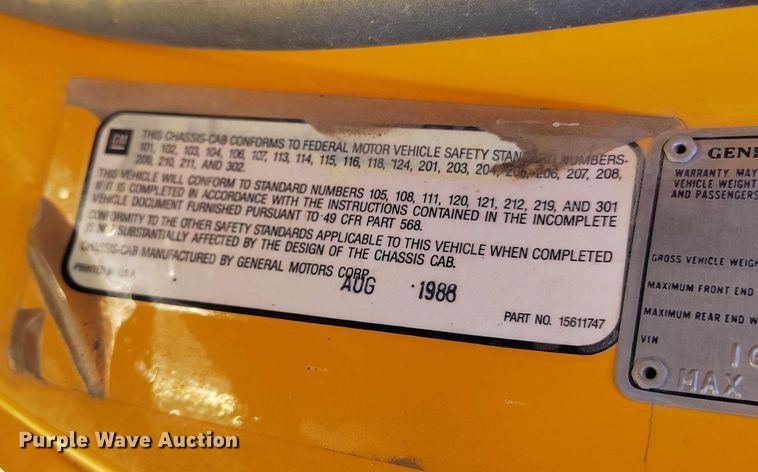 GM
THIS CHASSIS-CAB CONFORMS TO FEDERAL MOTOR VEHICLE SAFETY STANDARD NUMBERS-
101, 102, 103, 104, 106, 107, 113, 114, 115, 116, 118, 124, 201, 203, 204, 205, 206, 207, 208,
209, 210, 211, AND 302.
THIS VEHICLE WILL CONFORM TO STANDARD NUMBERS 105, 108, 111, 120, 121, 212, 219, AND 301
IF IT IS COMPLETED IN ACCORDANCE WITH THE INSTRUCTIONS CONTAINED IN THE INCOMPLETE
VEHICLE DOCUMENT FURNISHED PURSUANT TO 49 CFR PART 568.
CONFORMITY TO THE OTHER SAFETY STANDARDS APPLICABLE TO THIS VEHICLE WHEN COMPLETED
IS NOT SUBSTANTIALLY AFFECTED BY THE DESIGN OF THE CHASSIS CAB.
CHASSIS-CAB MANUFACTURED BY GENERAL MOTORS CORP.
PRINTED IN U.S.A.
AUG 1988
PART NO. 15611747
GENE
WARRANTY MAY
VEHICLE WEIGHT
AND PASSENGERS
GROSS VEHICLE WEIGH
MAXIMUM FRONT END
MAXIMUM REAR END W
VIN
1G
MAX
Purple Wave Auction